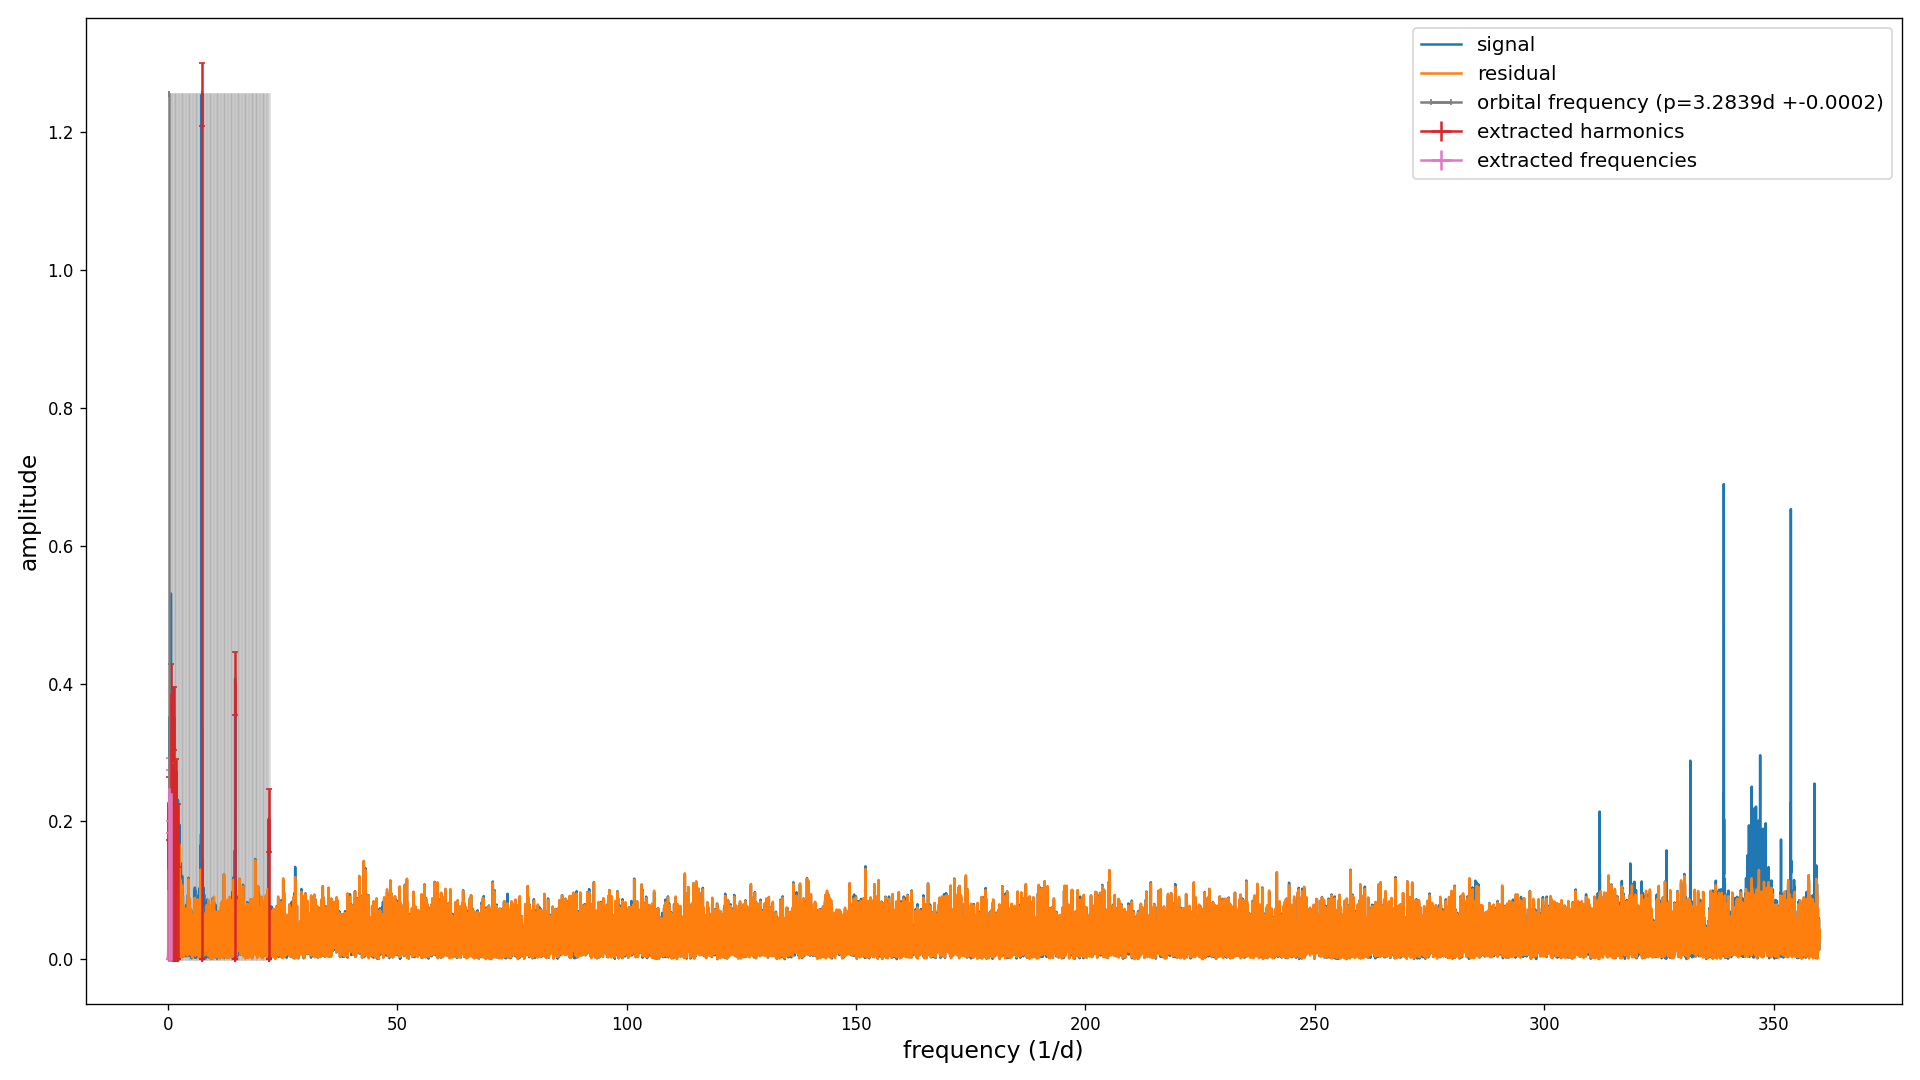 signal
residual
orbital frequency (p=3.2839d +-0.0002)
extracted harmonics
extracted frequencies
amplitude
1.2
1.0
0.8
0.6
0.4
0.2
0.0
0 50 100 150 200 250 300 350
frequency (1/d)